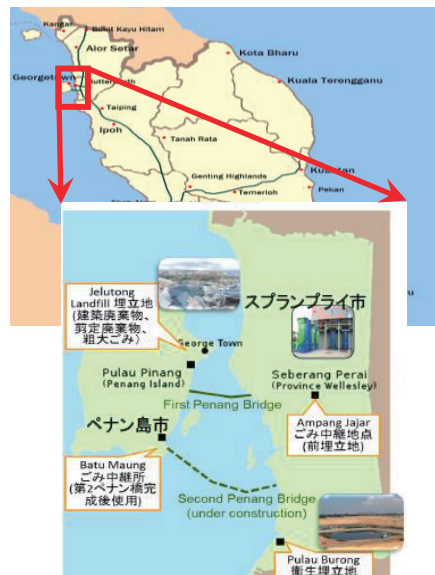 Kangar
Bukit Kayu Hitam
Alor Setar
Kota Bharu
Georgetown
Butterworth
Kuala Terengganu
Taiping
Ipoh
Tanah Rata
Genting Highlands
Kuantan
Temerloh
Pekan
Jelutong
Landfill 埋立地
(建築廃棄物、
剪定廃棄物、
粗大ごみ)
スプランプライ市
George Town
Pulau Pinang
(Penang Island)
Seberang Perai
(Province Wellesley)
First Penang Bridge
ペナン島市
Ampang Jajar
ごみ中継地点
(前埋立地)
Batu Maung
ごみ中継所
(第2ペナン橋完
成後使用)
Second Penang Bridge
(under construction)
Pulau Burong
衛生埋立地